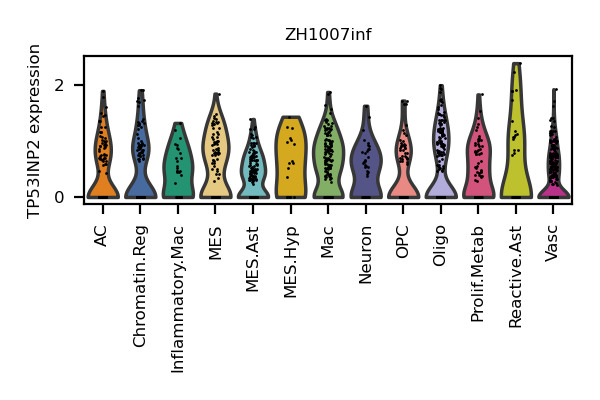 ZH1007inf
TP53INP2 expression
2
0
AC
Chromatin.Reg
Inflammatory.Mac
MES
MES.Ast
MES.Hyp
Mac
Neuron
OPC
Oligo
Prolif.Metab
Reactive.Ast
Vasc